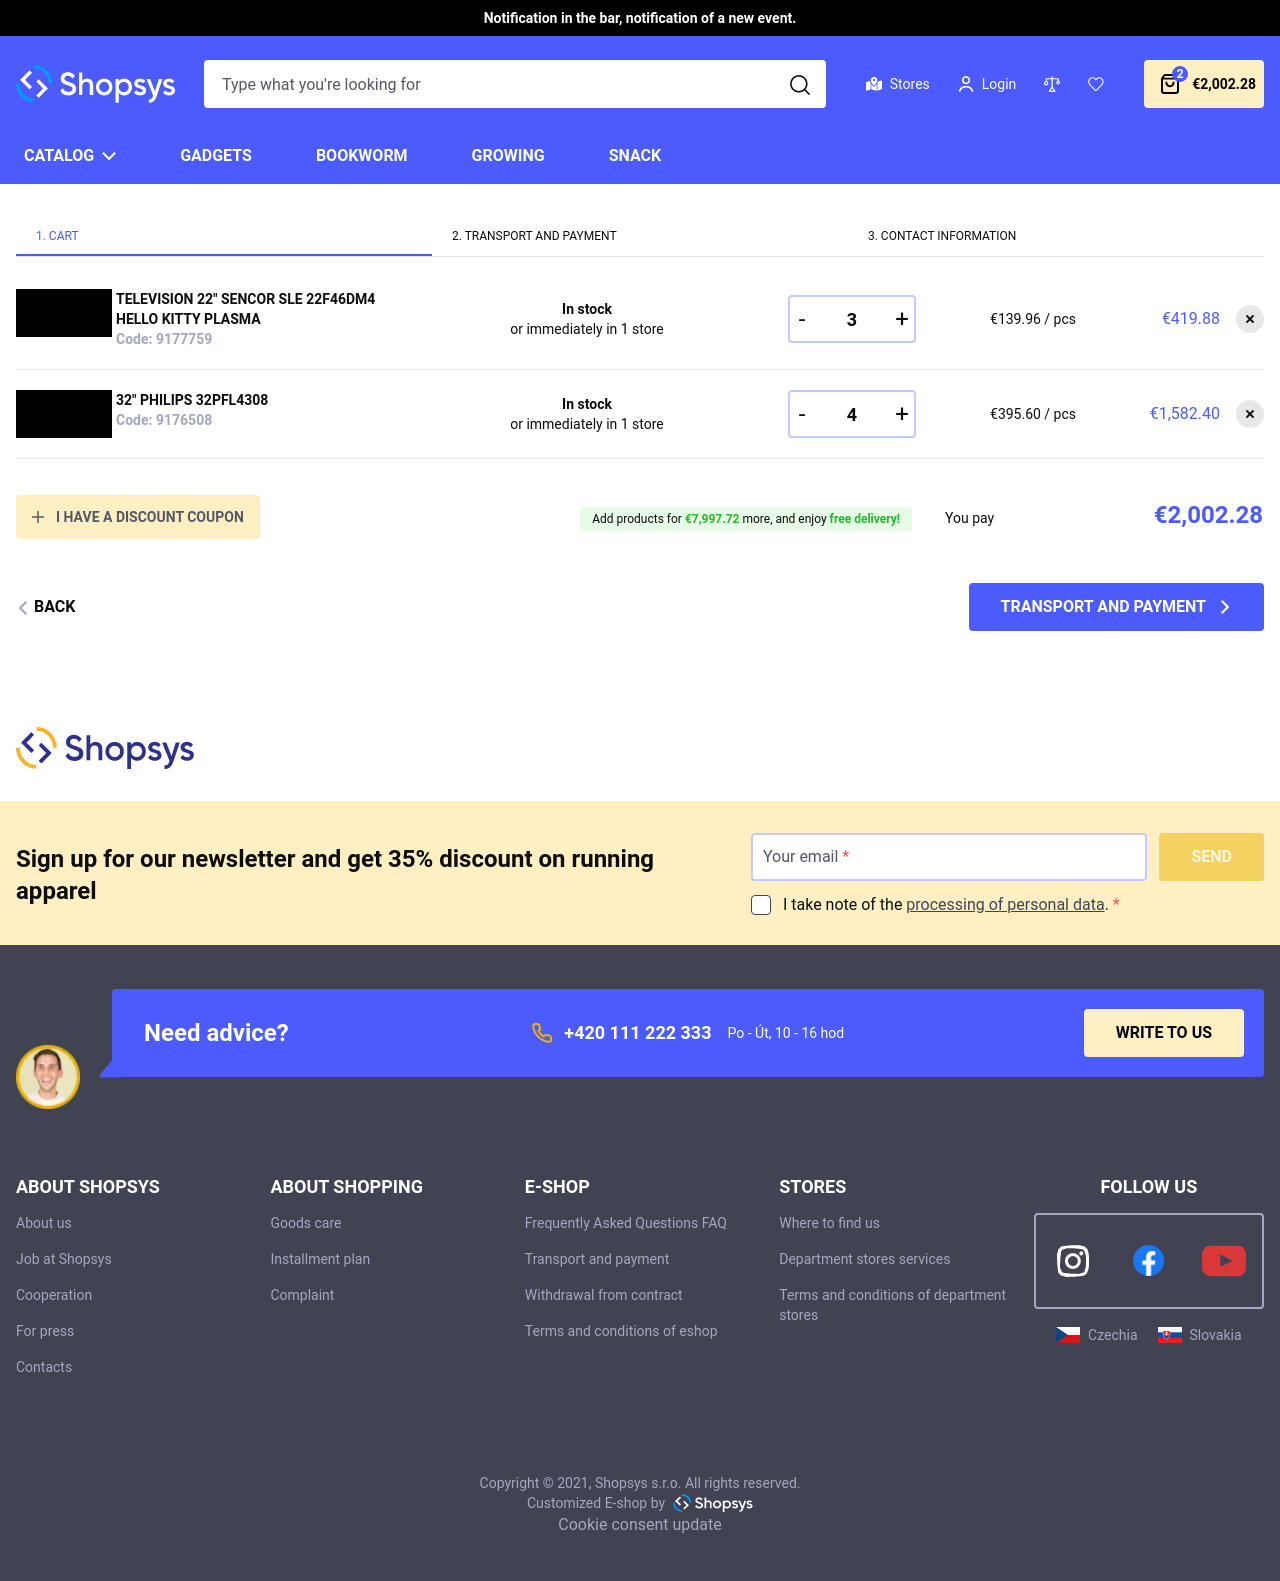 Notification in the bar, notification of a new event.
Shopsys
Type what you're looking for
Stores
Login
2
€2,002.28
CATALOG
GADGETS
BOOKWORM
GROWING
SNACK
1. CART
2. TRANSPORT AND PAYMENT
3. CONTACT INFORMATION
TELEVISION 22" SENCOR SLE 22F46DM4
HELLO KITTY PLASMA
Code: 9177759
In stock
or immediately in 1 store
- 3 +
€139.96 / pcs
€419.88
32" PHILIPS 32PFL4308
Code: 9176508
In stock
or immediately in 1 store
- 4 +
€395.60 / pcs
€1,582.40
I HAVE A DISCOUNT COUPON
Add products for €7,997.72 more, and enjoy free delivery!
You pay
€2,002.28
BACK
TRANSPORT AND PAYMENT
Shopsys
Sign up for our newsletter and get 35% discount on running
apparel
Your email *
SEND
I take note of the processing of personal data. *
Need advice?
+420 111 222 333
Po - Út, 10 - 16 hod
WRITE TO US
ABOUT SHOPSYS
About us
Job at Shopsys
Cooperation
For press
Contacts
ABOUT SHOPPING
Goods care
Installment plan
Complaint
E-SHOP
Frequently Asked Questions FAQ
Transport and payment
Withdrawal from contract
Terms and conditions of eshop
STORES
Where to find us
Department stores services
Terms and conditions of department
stores
FOLLOW US
Czechia
Slovakia
Copyright © 2021, Shopsys s.r.o. All rights reserved.
Customized E-shop by Shopsys
Cookie consent update